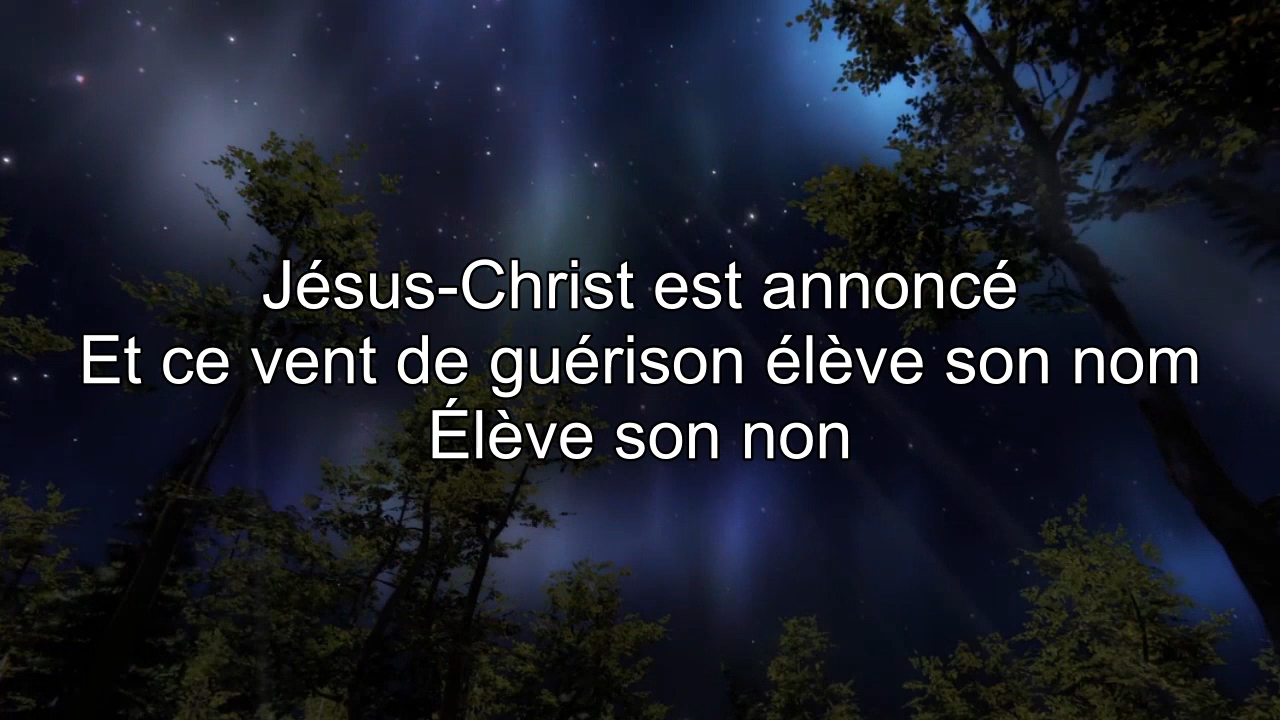 Jésus-Christ est annoncé
Et ce vent de guérison élève son nom
Élève son non